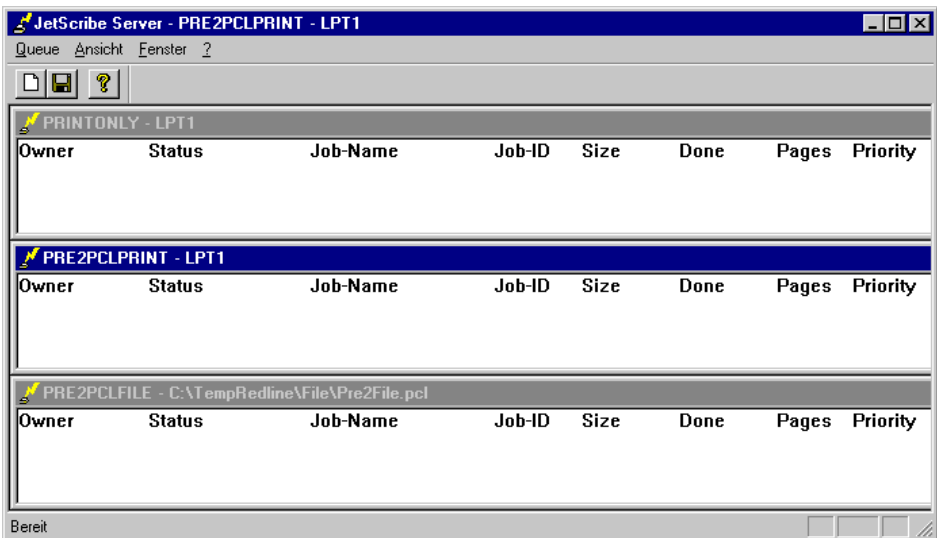 JetScribe Server - PRE2PCLPRINT - LPT1
Queue Ansicht Fenster ?
PRINTONLY - LPT1
Owner Status Job-Name Job-ID Size Done Pages Priority
PRE2PCLPRINT - LPT1
Owner Status Job-Name Job-ID Size Done Pages Priority
PRE2PCLFILE - C:\TempRedline\File\Pre2File.pcl
Owner Status Job-Name Job-ID Size Done Pages Priority
Bereit